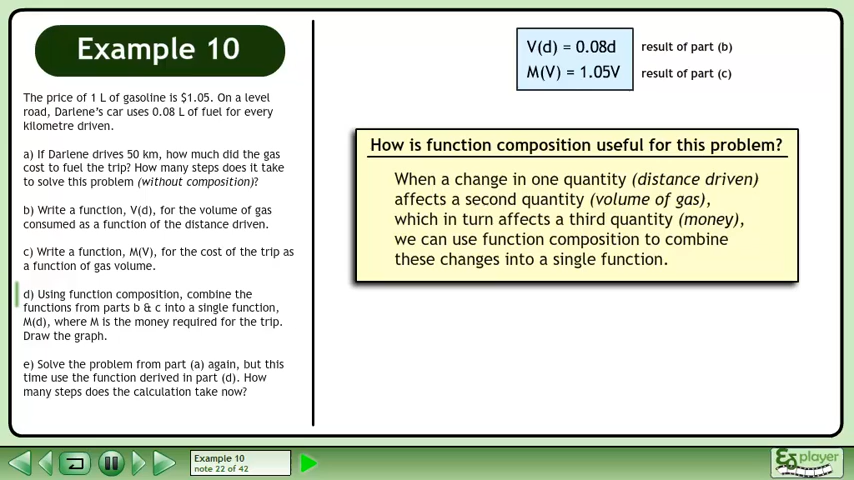 Example 10
The price of 1 L of gasoline is $1.05. On a level
road, Darlene's car uses 0.08 L of fuel for every
kilometre driven.
a) If Darlene drives 50 km, how much did the gas
cost to fuel the trip? How many steps does it take
to solve this problem (without composition)?
b) Write a function, V(d), for the volume of gas
consumed as a function of the distance driven.
c) Write a function, M(V), for the cost of the trip as
a function of gas volume.
d) Using function composition, combine the
functions from parts b & c into a single function,
M(d), where M is the money required for the trip.
Draw the graph.
e) Solve the problem from part (a) again, but this
time use the function derived in part (d). How
many steps does the calculation take now?
V(d) = 0.08d result of part (b)
M(V) = 1.05V result of part (c)
How is function composition useful for this problem?
When a change in one quantity (distance driven)
affects a second quantity (volume of gas),
which in turn affects a third quantity (money),
we can use function composition to combine
these changes into a single function.
Example 10
note 22 of 42
player